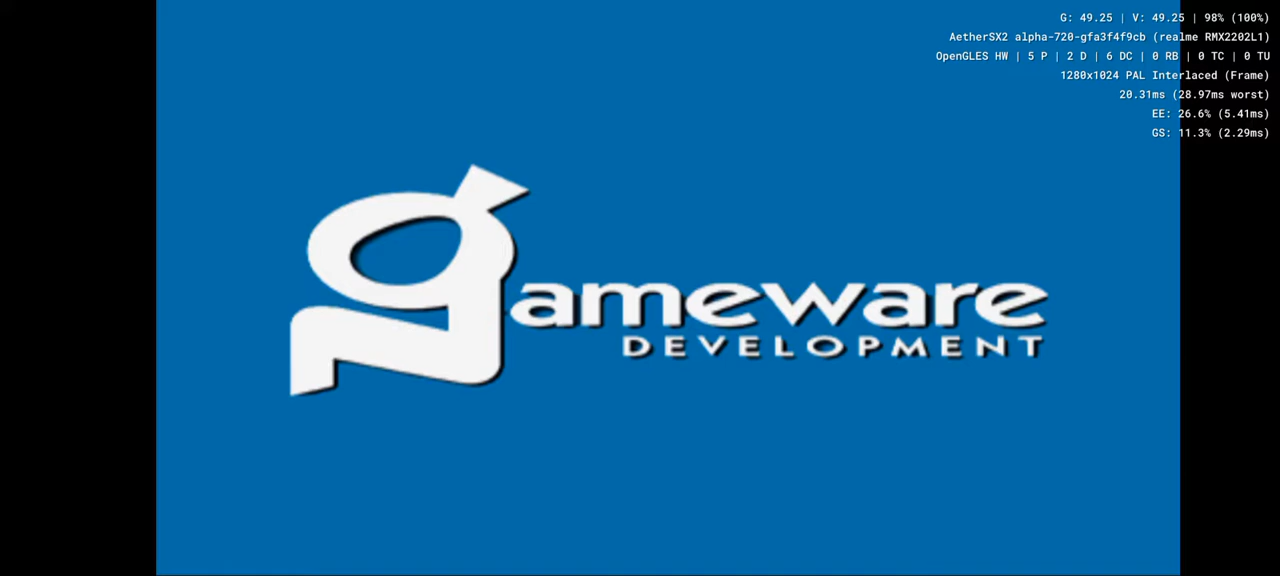 G: 49.25 | V: 49.25 | 98% (100%)
AetherSX2 alpha-720-gfa3f4f9cb (realme RMX2202L1)
OpenGLES HW | 5 P | 2 D | 6 DC | 0 RB | 0 TC | 0 TU
1280x1024 PAL Interlaced (Frame)
20.31ms (28.97ms worst)
EE: 26.6% (5.41ms)
GS: 11.3% (2.29ms)
gameware
DEVELOPMENT